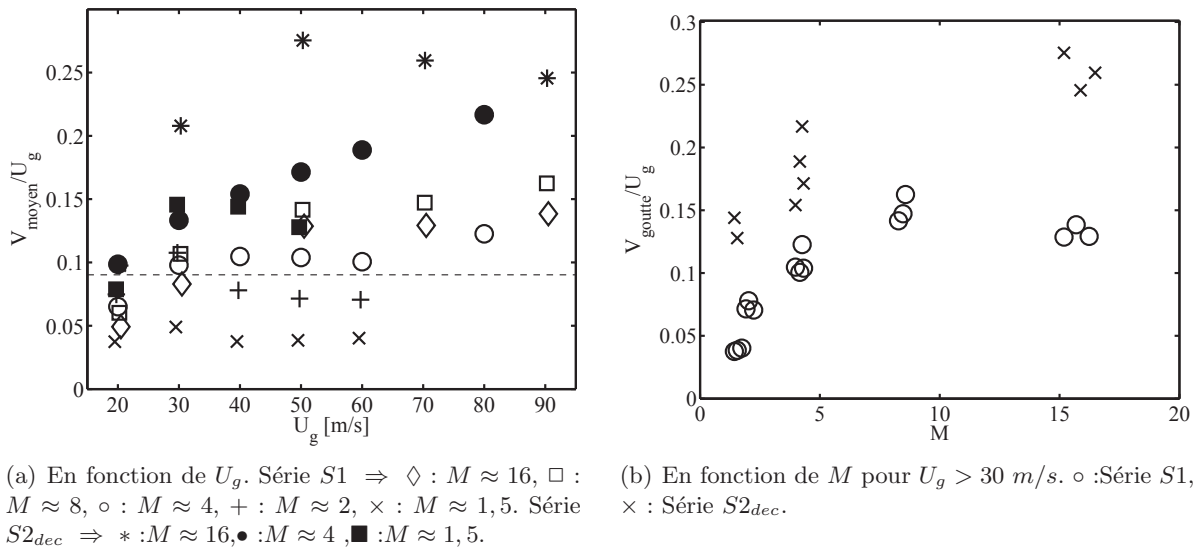 V_moyen/U_g
0.25
0.2
0.15
0.1
0.05
0
20 30 40 50 60 70 80 90
U_g [m/s]
V_goutte/U_g
0.3
0.25
0.2
0.15
0.1
0.05
0
0 5 10 15 20
M
(a) En fonction de U_g. Série S1 ⇒ ◇ : M ≈ 16, □ :
M ≈ 8, ○ : M ≈ 4, + : M ≈ 2, × : M ≈ 1, 5. Série
S2_dec ⇒ ∗ :M ≈ 16,● :M ≈ 4 ,■ :M ≈ 1, 5.
(b) En fonction de M pour U_g > 30 m/s. ○ :Série S1,
× : Série S2_dec.